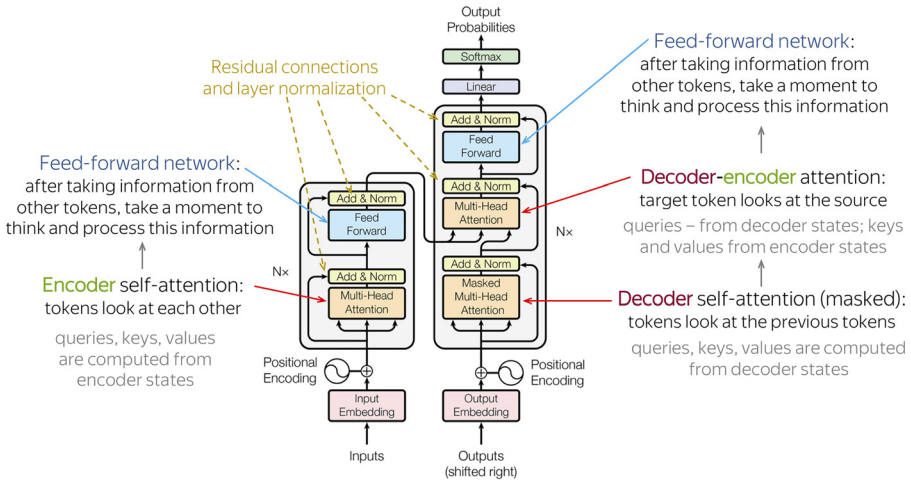 Output
Probabilities
Softmax
Linear
Add & Norm
Feed
Forward
Add & Norm
Multi-Head
Attention
Add & Norm
Masked
Multi-Head
Attention
Nx
Positional
Encoding
Output
Embedding
Outputs
(shifted right)
Add & Norm
Feed
Forward
Add & Norm
Multi-Head
Attention
Nx
Positional
Encoding
Input
Embedding
Inputs
Residual connections
and layer normalization
Feed-forward network:
after taking information from
other tokens, take a moment to
think and process this information
Encoder self-attention:
tokens look at each other
queries, keys, values
are computed from
encoder states
Feed-forward network:
after taking information from
other tokens, take a moment to
think and process this information
Decoder-encoder attention:
target token looks at the source
queries – from decoder states; keys
and values from encoder states
Decoder self-attention (masked):
tokens look at the previous tokens
queries, keys, values are computed
from decoder states